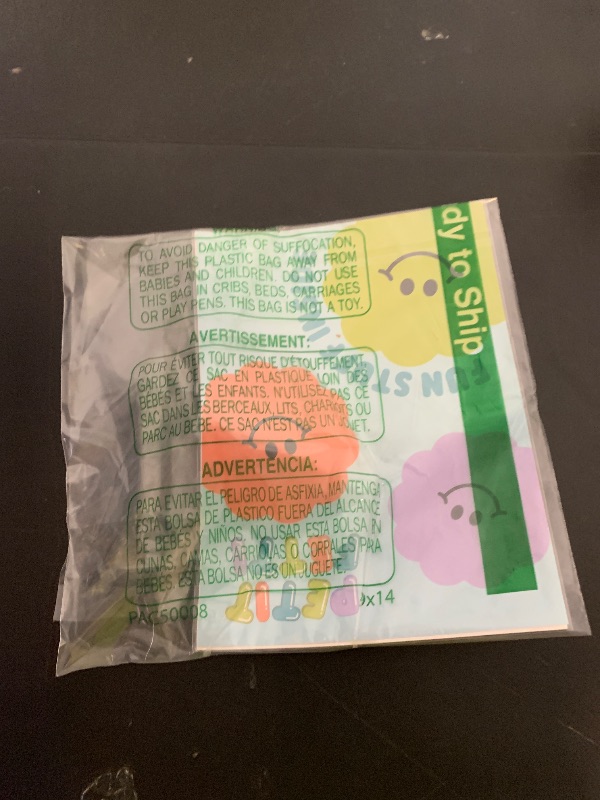 WARNING:
TO AVOID DANGER OF SUFFOCATION,
KEEP THIS PLASTIC BAG AWAY FROM
BABIES AND CHILDREN. DO NOT USE
THIS BAG IN CRIBS, BEDS, CARRIAGES
OR PLAY PENS. THIS BAG IS NOT A TOY.
AVERTISSEMENT:
POUR ÉVITER TOUT RISQUE D'ÉTOUFFEMENT,
GARDEZ CE SAC EN PLASTIQUE LOIN DES
BÉBÉS ET LES ENFANTS. N'UTILISEZ PAS CE
SAC DANS LES BERCEAUX, LITS, CHARIOTS OU
PARC AU BEBE. CE SAC N'EST PAS UN JOUET.
ADVERTENCIA:
PARA EVITAR EL PELIGRO DE ASFIXIA, MANTENGA
ESTA BOLSA DE PLASTICO FUERA DEL ALCANCE
DE BEBES Y NIÑOS. NO USAR ESTA BOLSA EN
CUNAS, CAMAS, CARRIOLAS O CORRALES PARA
BEBES. ESTA BOLSA NO ES UN JUGUETE.
PAC50008
9x14
dy to Ship
FUN STO
PETIT